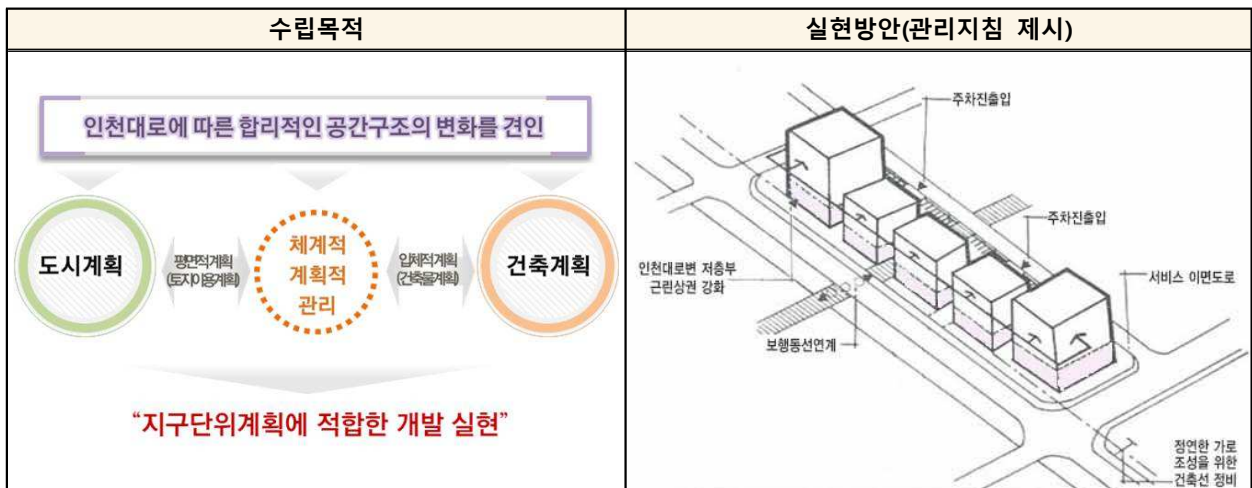 수립목적
실현방안(관리지침 제시)
인천대로에 따른 합리적인 공간구조의 변화를 견인
도시계획
평면적계획
(토지이용계획)
체계적
계획적
관리
입체적계획
(건축물계획)
건축계획
“지구단위계획에 적합한 개발 실현”
주차진출입
주차진출입
인천대로변 저층부
근린상권 강화
서비스 이면도로
보행동선연계
정연한 가로
조성을 위한
건축선 정비